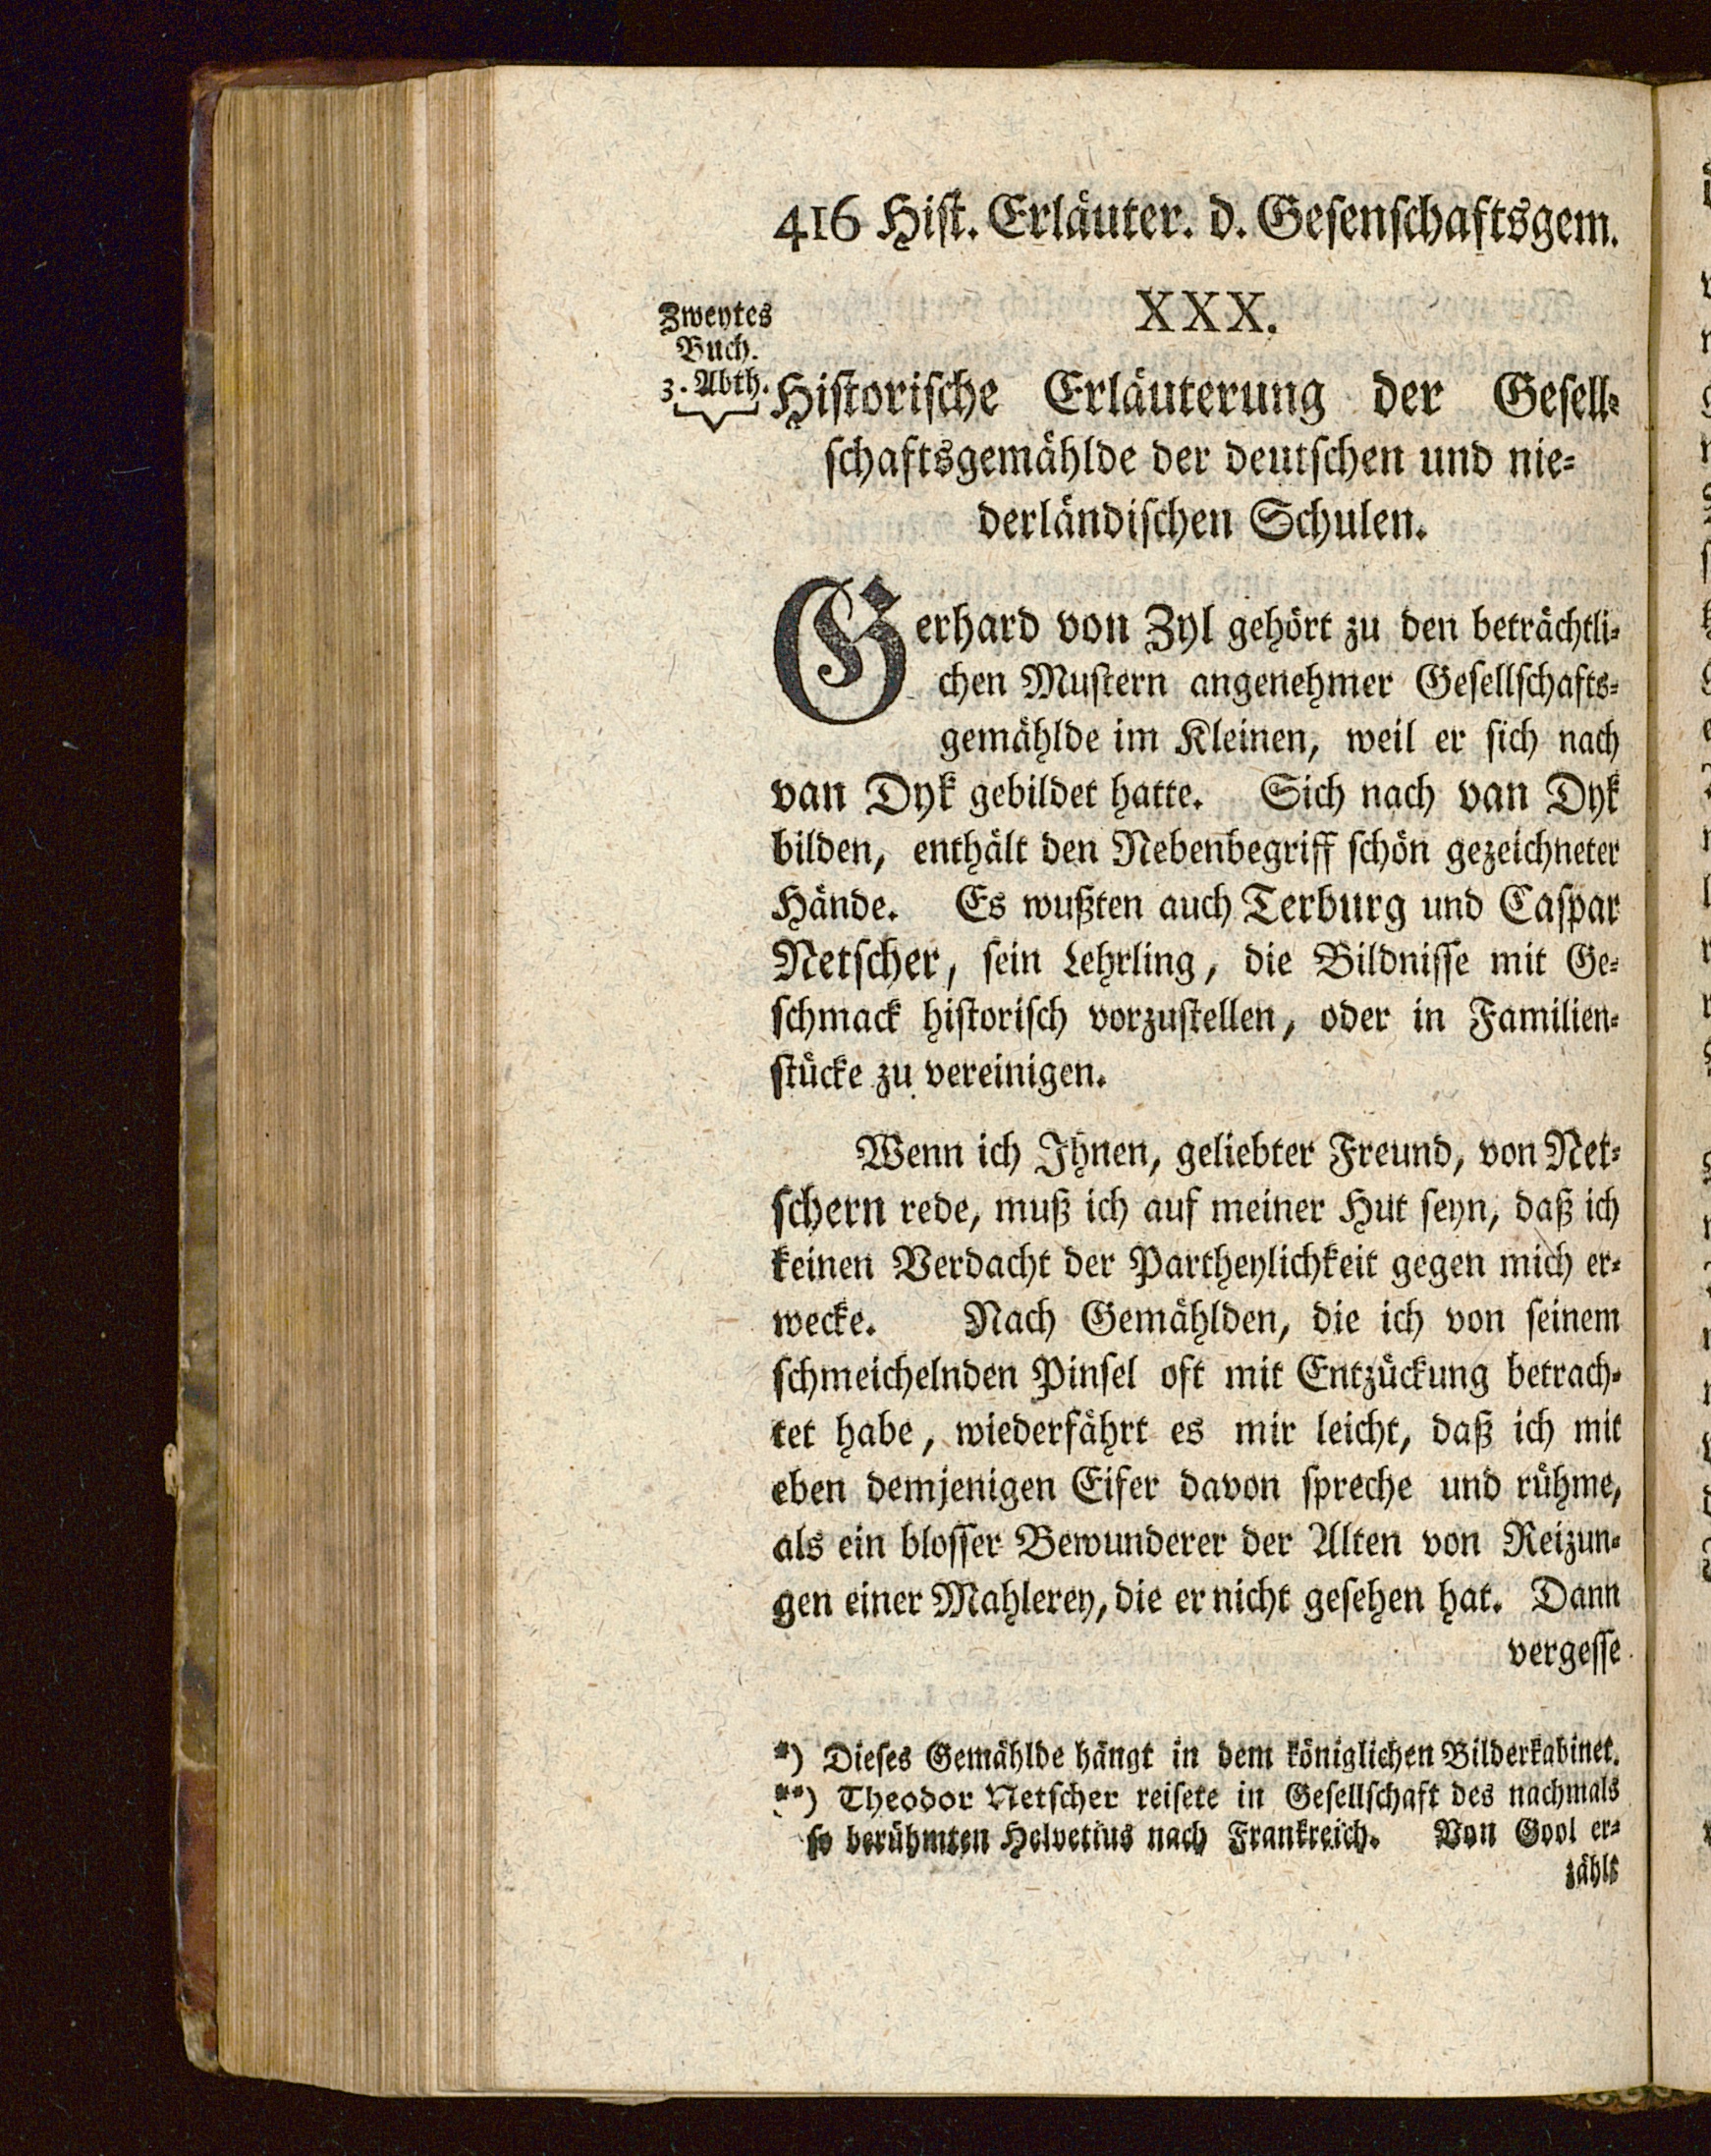 416 Hist. Erläuter. d. Gesenschaftsgem.
Zweytes
Buch.
3. Abth.
XXX.
Historische Erläuterung der Gesell-
schaftsgemählde der deutschen und nie-
derländischen Schulen.
Gerhard von Zyl gehört zu den beträchtli-
chen Mustern angenehmer Gesellschafts-
gemählde im Kleinen, weil er sich nach
van Dyk gebildet hatte. Sich nach van Dyk
bilden, enthält den Nebenbegriff schön gezeichneter
Hände. Es wußten auch Terburg und Caspar
Netscher, sein Lehrling, die Bildnisse mit Ge-
schmack historisch vorzustellen, oder in Familien-
stücke zu vereinigen.
Wenn ich Ihnen, geliebter Freund, von Net-
schern rede, muß ich auf meiner Hut seyn, daß ich
keinen Verdacht der Partheylichkeit gegen mich er-
wecke. Nach Gemählden, die ich von seinem
schmeichelnden Pinsel oft mit Entzückung betrach-
tet habe, wiederfährt es mir leicht, daß ich mit
eben demjenigen Eifer davon spreche und rühme,
als ein blosser Bewunderer der Alten von Reizun-
gen einer Mahlerey, die er nicht gesehen hat. Dann
vergesse
*) Dieses Gemählde hängt in dem königlichen Bilderkabinet.
**) Theodor Netscher reisete in Gesellschaft des nachmals
so berühmten Helvetius nach Frankreich. Van Gool er-
zählt